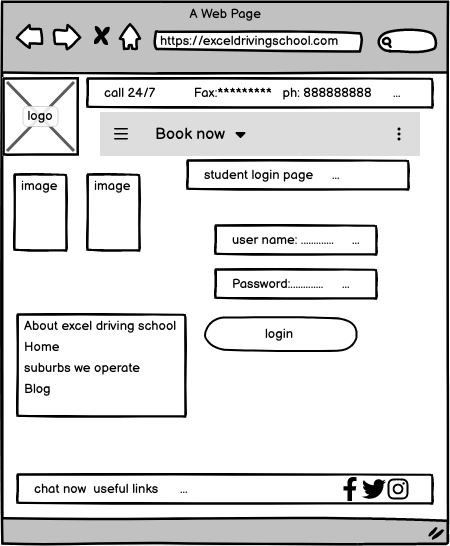 A Web Page
https://exceldrivingschool.com
logo
call 24/7 Fax:********* ph: 888888888 ...
Book now
image image
student login page ...
user name: ............. ...
Password:............. ...
login
About excel driving school
Home
suburbs we operate
Blog
chat now useful links ...